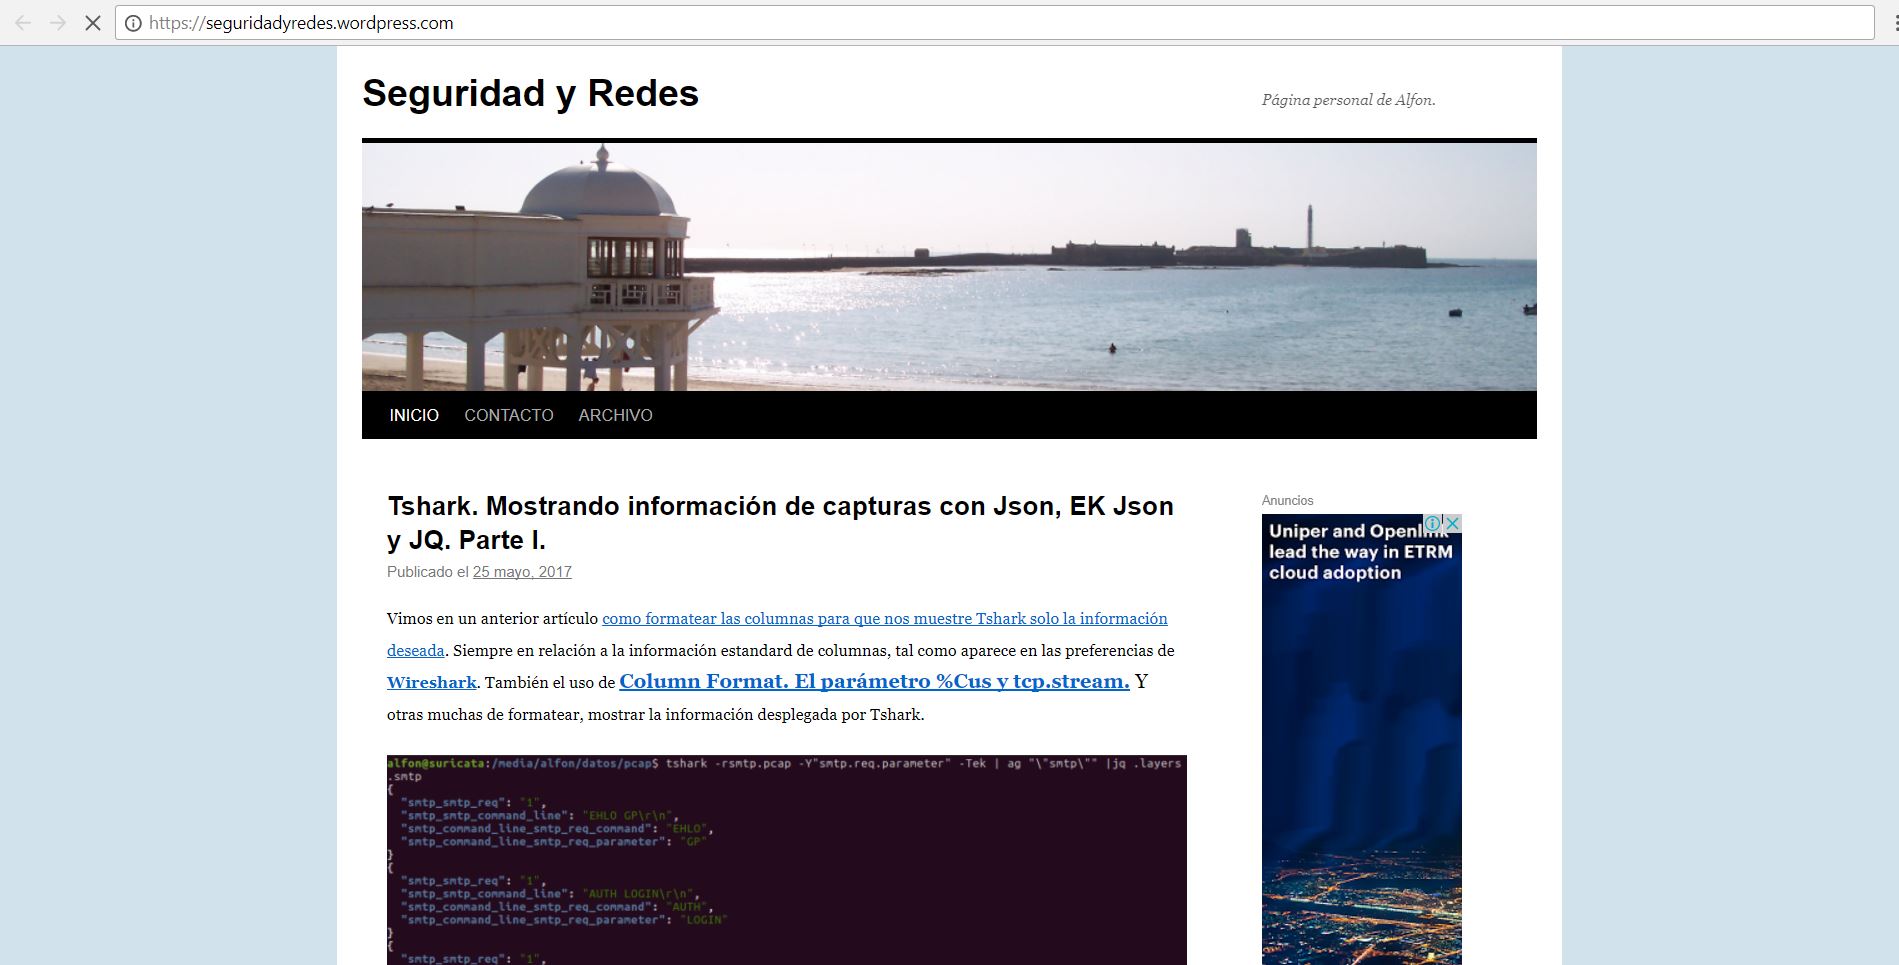 https://seguridadyredes.wordpress.com
Seguridad y Redes
Página personal de Alfon.
INICIO CONTACTO ARCHIVO
Tshark. Mostrando información de capturas con Json, EK Json
y JQ. Parte I.
Publicado el 25 mayo, 2017
Vimos en un anterior artículo como formatear las columnas para que nos muestre Tshark solo la información
deseada. Siempre en relación a la información estandard de columnas, tal como aparece en las preferencias de
Wireshark. También el uso de Column Format. El parámetro %Cus y tcp.stream. Y
otras muchas de formatear, mostrar la información desplegada por Tshark.
alfon@suricata:/media/alfon/datos/pcap$ tshark -rsmtp.pcap -Y"smtp.req.parameter" -Tek | ag "\"smtp\"" |jq .layers
.smtp
{
"smtp_smtp_req": "1",
"smtp_smtp_command_line": "EHLO GP\r\n",
"smtp_command_line_smtp_req_command": "EHLO",
"smtp_command_line_smtp_req_parameter": "GP"
}
{
"smtp_smtp_req": "1",
"smtp_smtp_command_line": "AUTH LOGIN\r\n",
"smtp_command_line_smtp_req_command": "AUTH",
"smtp_command_line_smtp_req_parameter": "LOGIN"
}
{
"smtp_smtp_req": "1",
Anuncios
Uniper and Openlink
lead the way in ETRM
cloud adoption